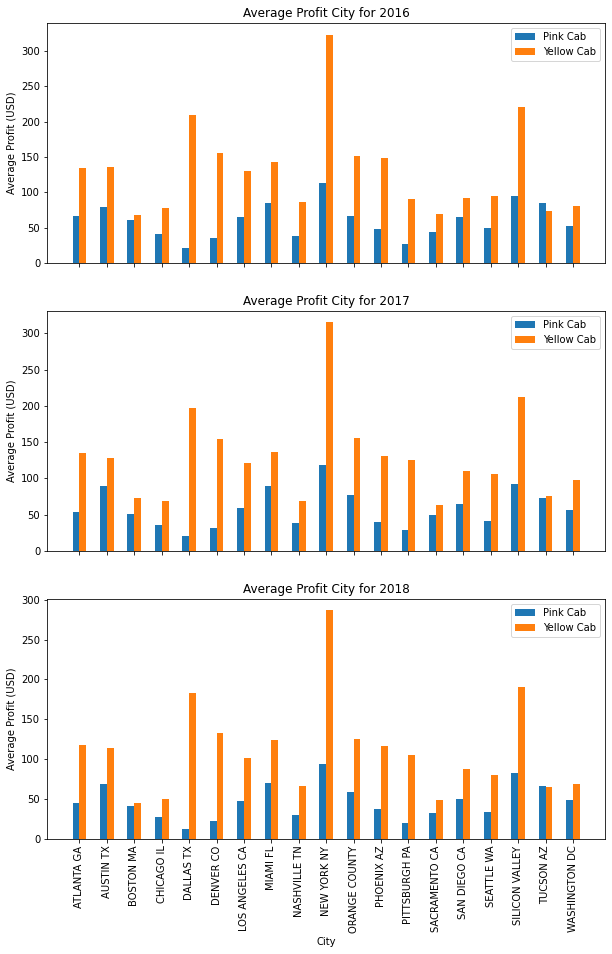 Average Profit City for 2016
Pink Cab
Yellow Cab
Average Profit (USD)
300
250
200
150
100
50
0
Average Profit City for 2017
Pink Cab
Yellow Cab
Average Profit (USD)
300
250
200
150
100
50
0
Average Profit City for 2018
Pink Cab
Yellow Cab
Average Profit (USD)
300
250
200
150
100
50
0
ATLANTA GA
AUSTIN TX
BOSTON MA
CHICAGO IL
DALLAS TX
DENVER CO
LOS ANGELES CA
MIAMI FL
NASHVILLE TN
NEW YORK NY
ORANGE COUNTY
PHOENIX AZ
PITTSBURGH PA
SACRAMENTO CA
SAN DIEGO CA
SEATTLE WA
SILICON VALLEY
TUCSON AZ
WASHINGTON DC
City